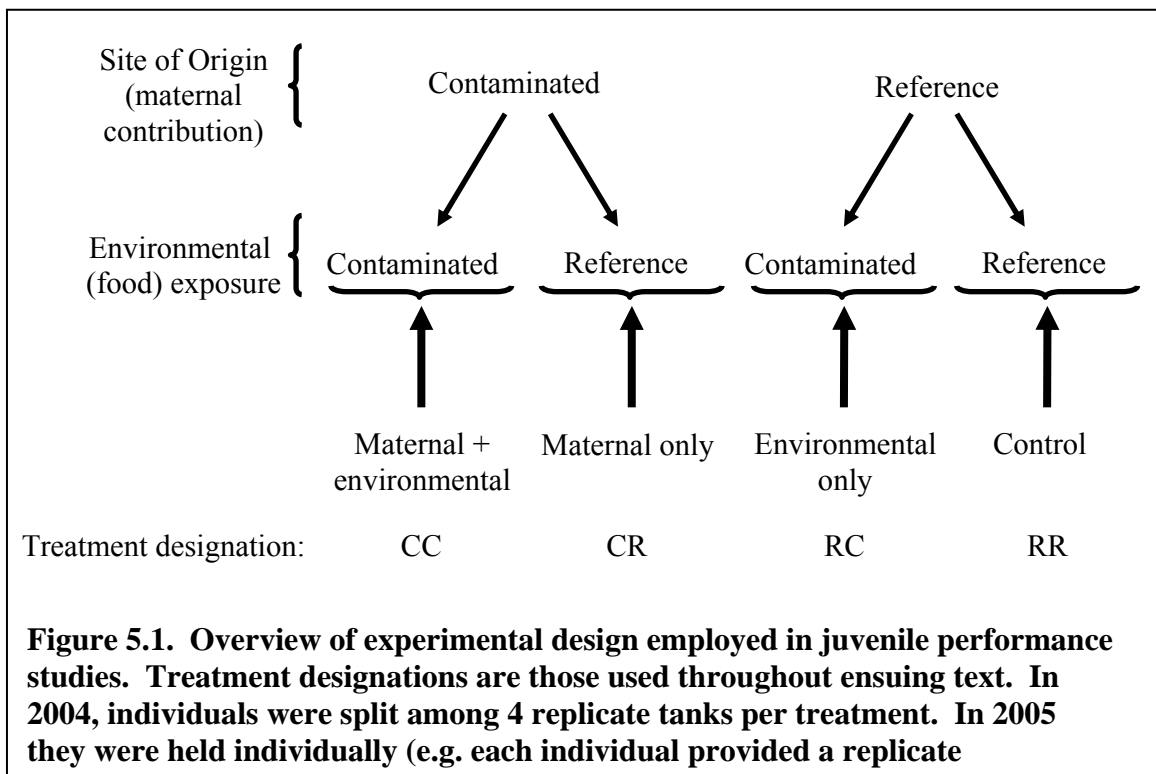 Site of Origin
(maternal
contribution)
Contaminated
Reference
Environmental
(food) exposure
Contaminated
Reference
Contaminated
Reference
Maternal +
environmental
Maternal only
Environmental
only
Control
Treatment designation: CC CR RC RR
Figure 5.1. Overview of experimental design employed in juvenile performance
studies. Treatment designations are those used throughout ensuing text. In
2004, individuals were split among 4 replicate tanks per treatment. In 2005
they were held individually (e.g. each individual provided a replicate